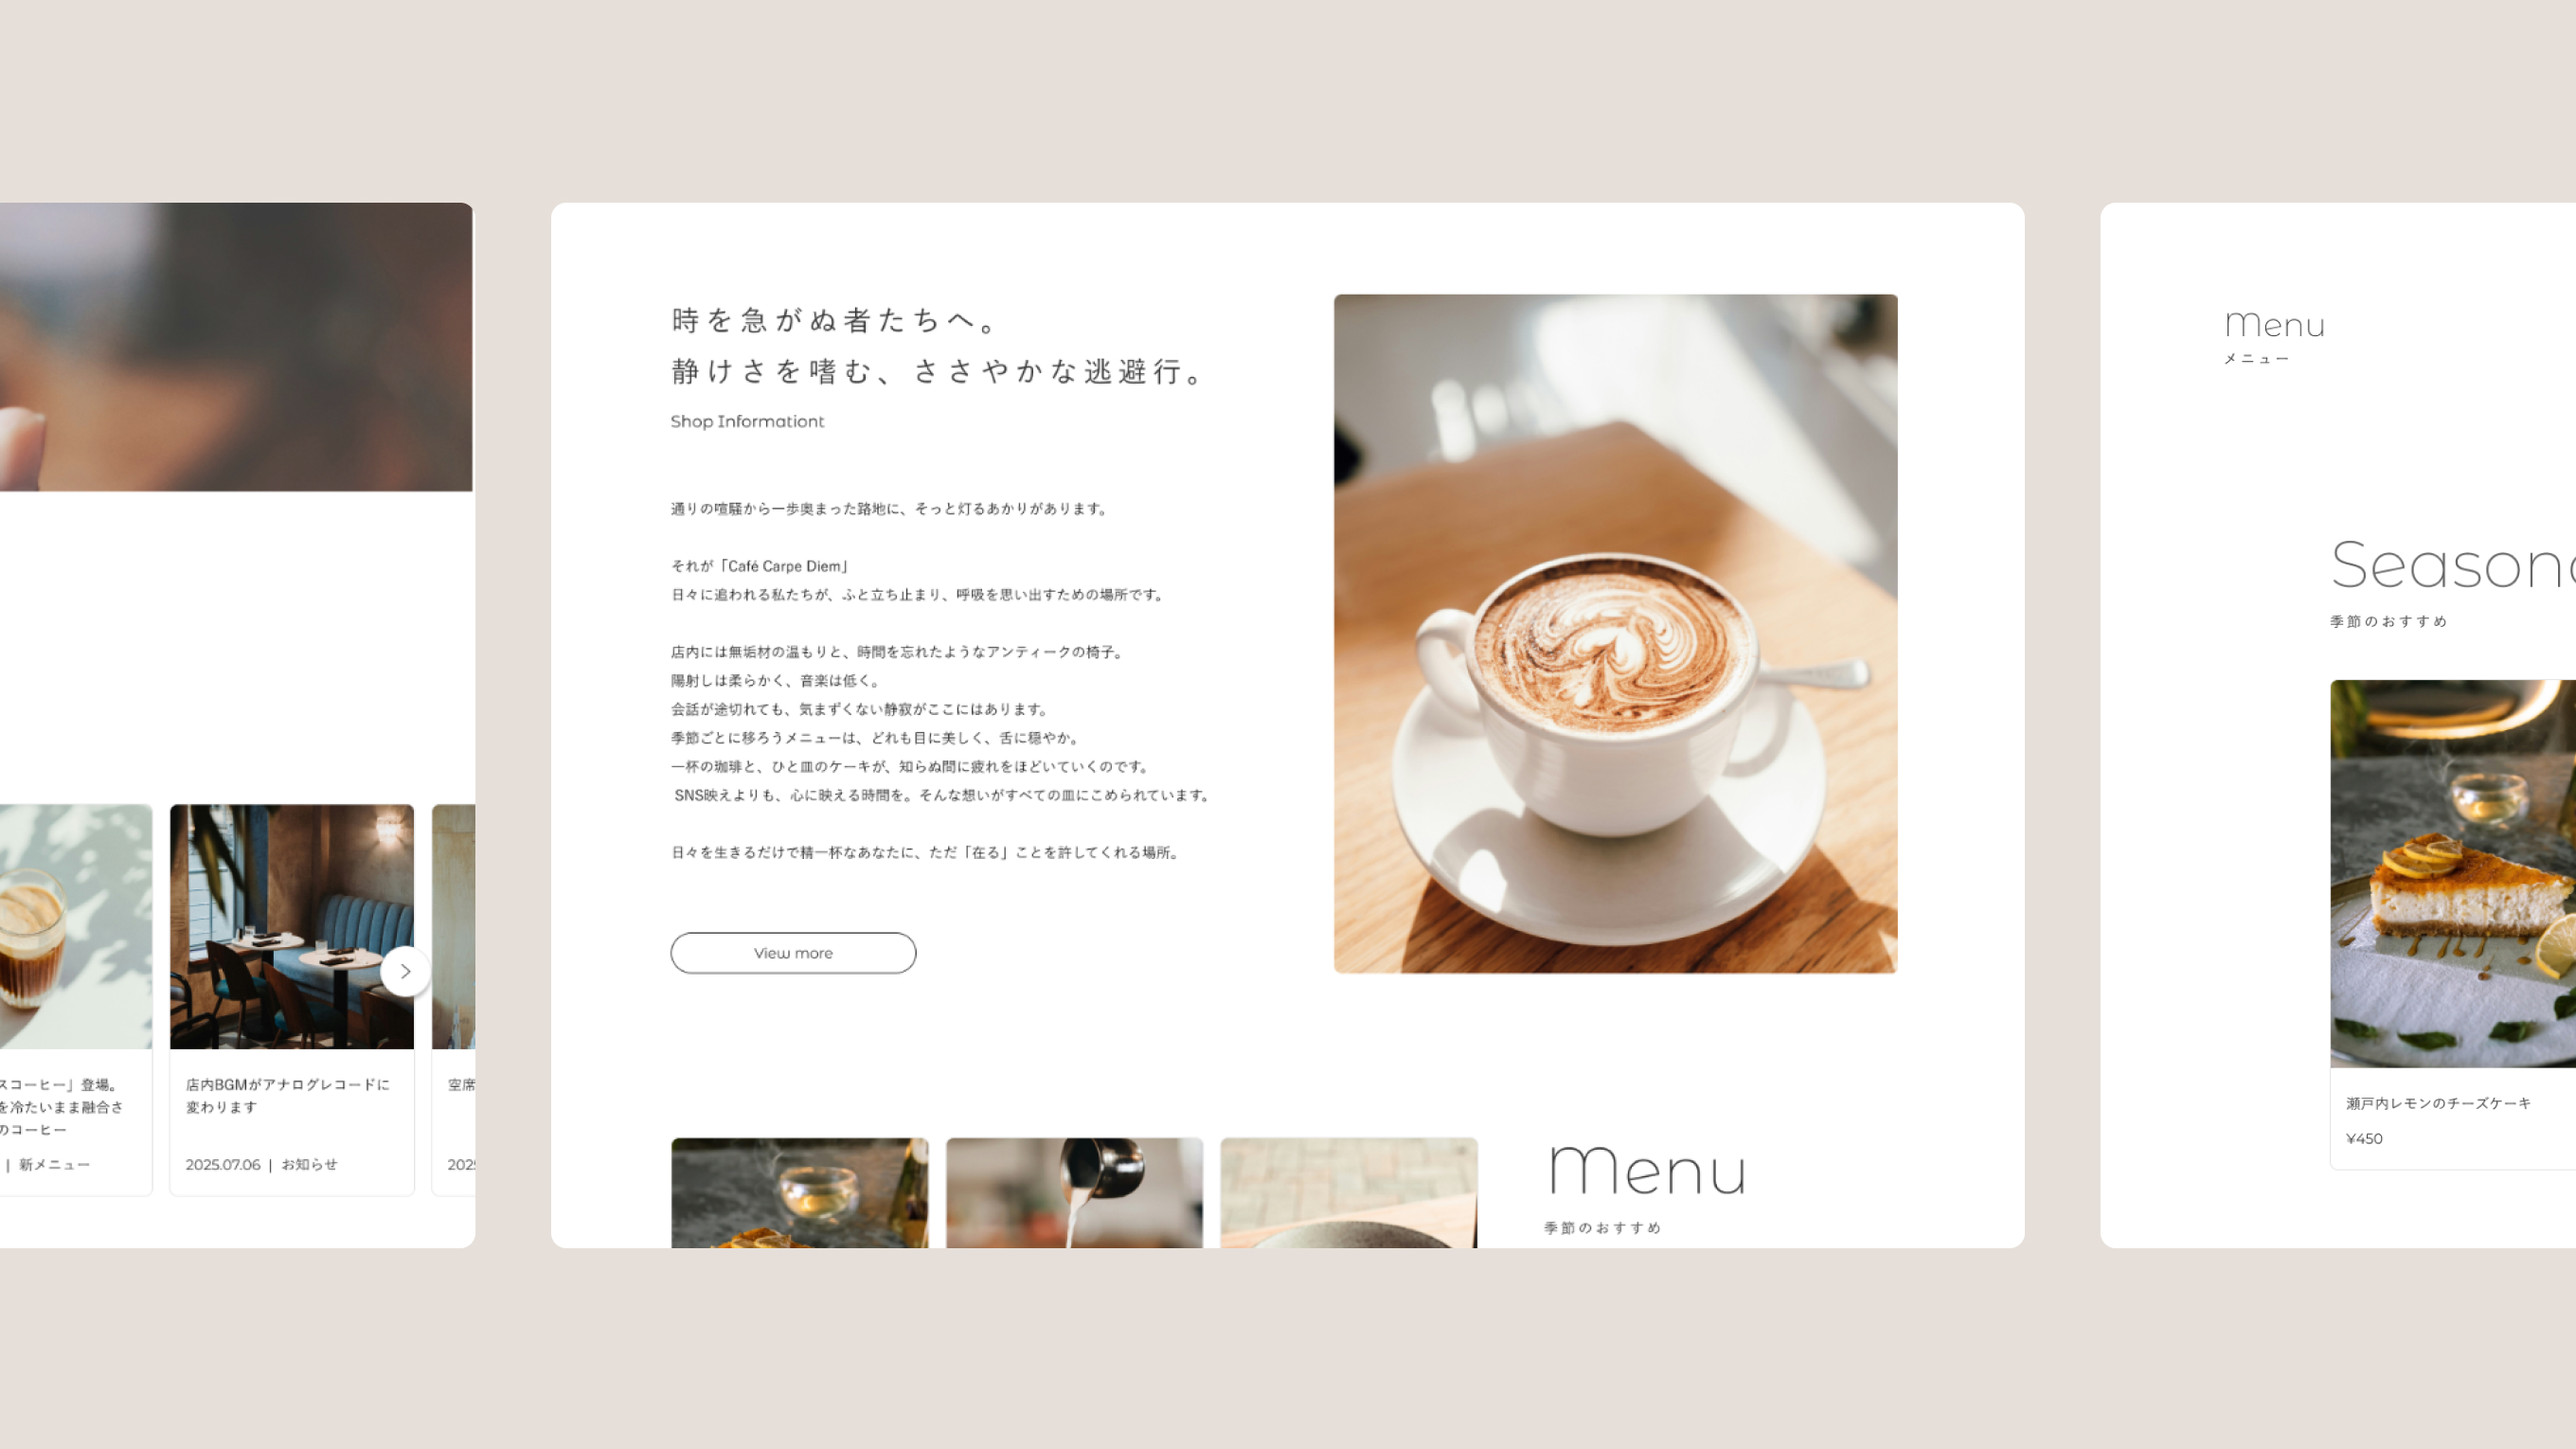 スコーヒー」登場。
を冷たいまま融合さ
のコーヒー
| 新メニュー
店内BGMがアナログレコードに
変わります
2025.07.06 | お知らせ
空席
202
時を急がぬ者たちへ。
静けさを嗜む、ささやかな逃避行。
Shop Informationt
通りの喧騒から一歩奥まった路地に、そっと灯るあかりがあります。
それが「Café Carpe Diem」
日々に追われる私たちが、ふと立ち止まり、呼吸を思い出すための場所です。
店内には無垢材の温もりと、時間を忘れたようなアンティークの椅子。
陽射しは柔らかく、音楽は低く。
会話が途切れても、気まずくない静寂がここにはあります。
季節ごとに移ろうメニューは、どれも目に美しく、舌に穏やか。
一杯の珈琲と、ひと皿のケーキが、知らぬ間に疲れをほどいていくのです。
SNS映えよりも、心に映える時間を。そんな想いがすべての皿にこめられています。
日々を生きるだけで精一杯なあなたに、ただ「在る」ことを許してくれる場所。
View more
Menu
季節のおすすめ
Menu
メニュー
Season
季節のおすすめ
瀬戸内レモンのチーズケーキ
¥450